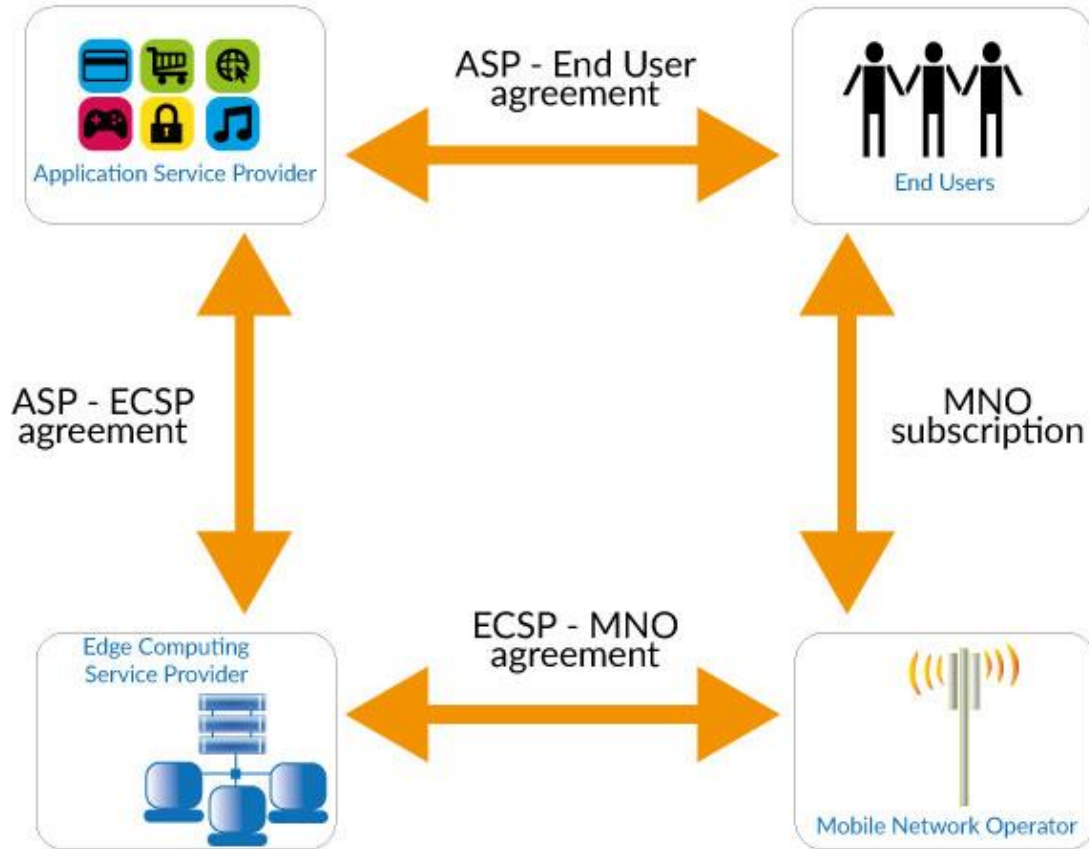 ASP - End User
agreement
Application Service Provider
End Users
ASP - ECSP
agreement
MNO
subscription
Edge Computing
Service Provider
ECSP - MNO
agreement
Mobile Network Operator